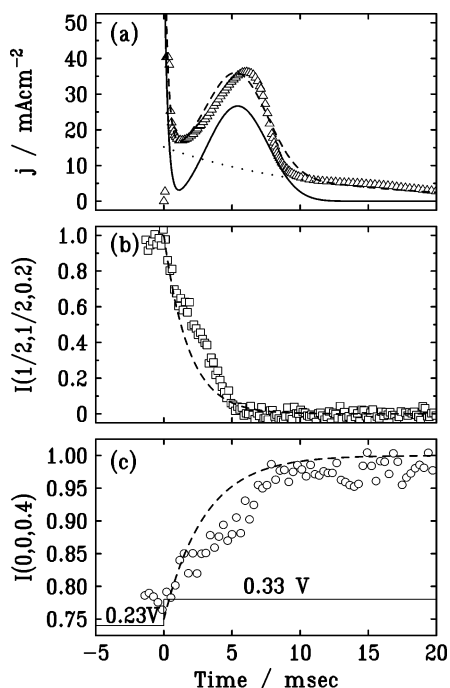 50
40
30
20
10
0
j / mAcm⁻²
(a)
1.0
0.8
0.6
0.4
0.2
0
I(1/2,1/2,0.2)
(b)
1.00
0.95
0.90
0.85
0.80
0.75
I(0,0,0.4)
(c)
0.33 V
0.23V
−5 0 5 10 15 20
Time / msec